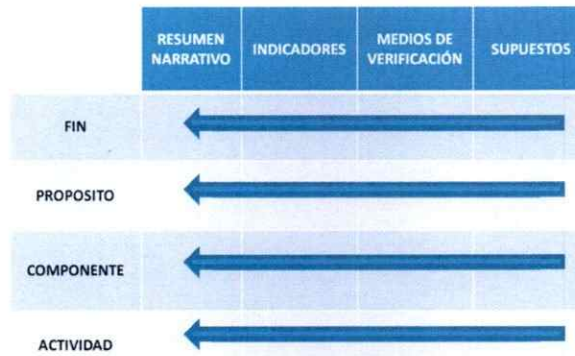 RESUMEN
NARRATIVO
INDICADORES
MEDIOS DE
VERIFICACIÓN
SUPUESTOS
FIN
PROPOSITO
COMPONENTE
ACTIVIDAD